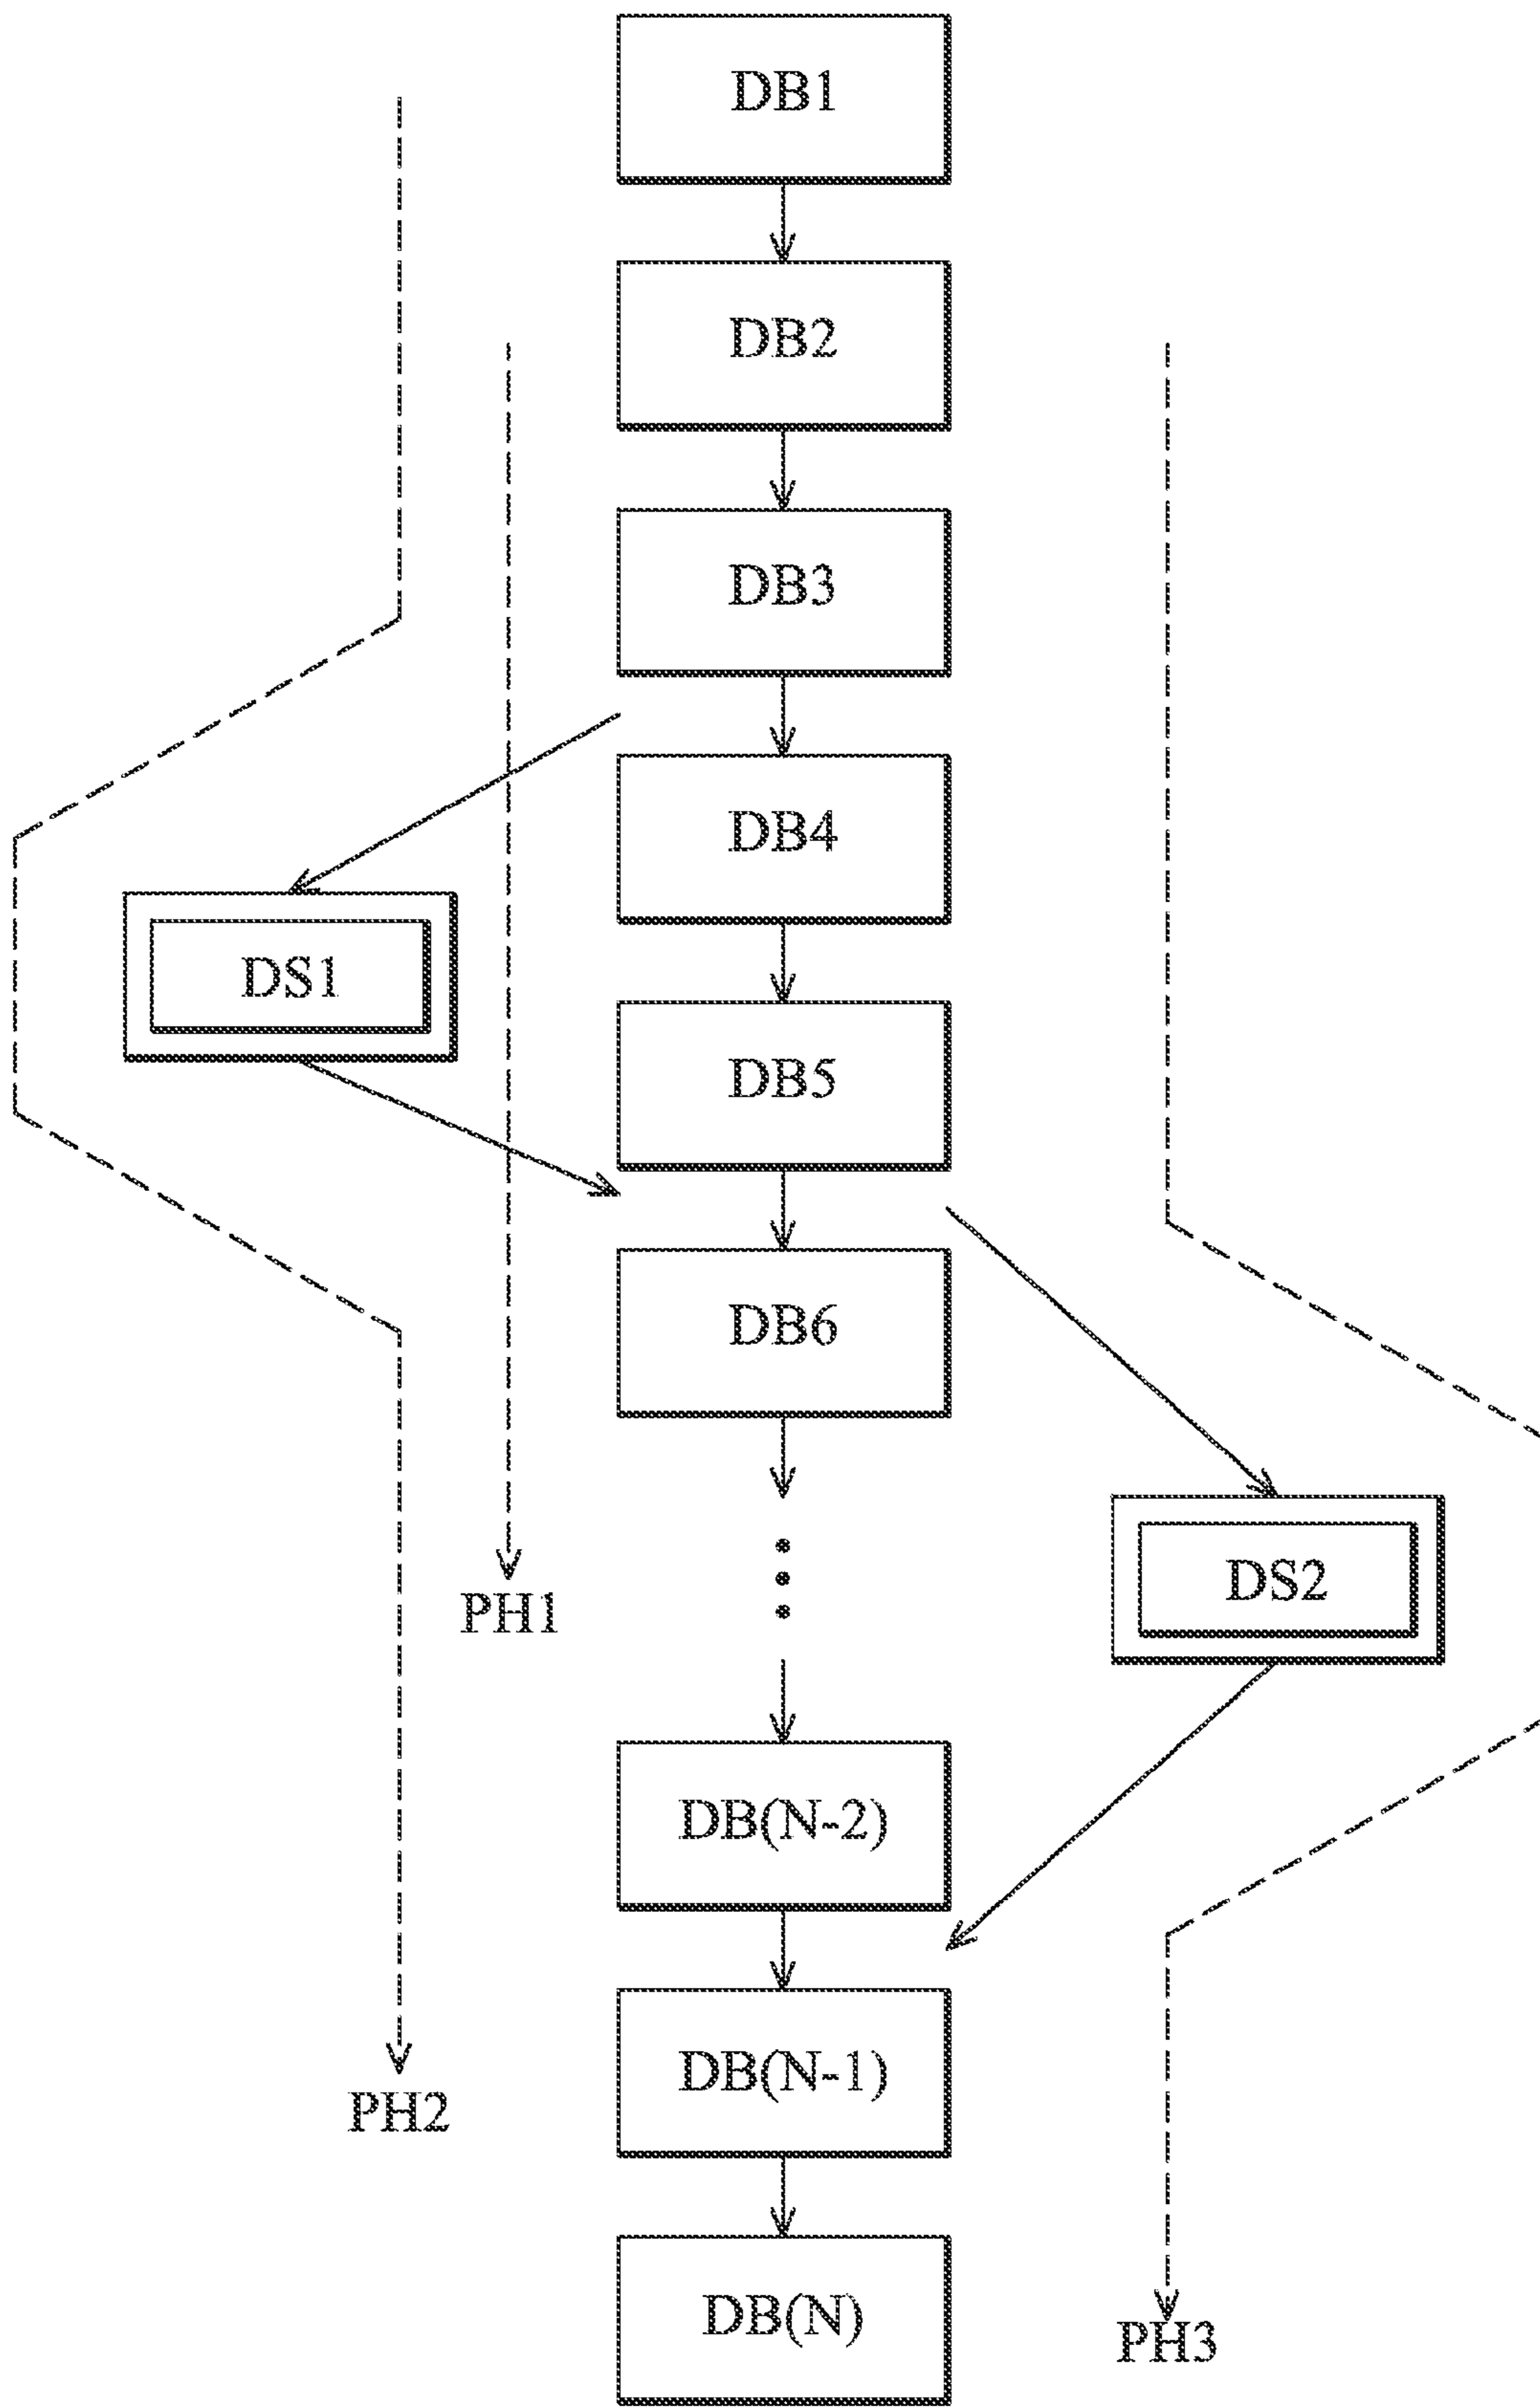 DB1
DB2
DB3
DB4
DS1
DB5
DB6
DS2
PH1
DB(N-2)
DB(N-1)
PH2
DB(N)
PH3